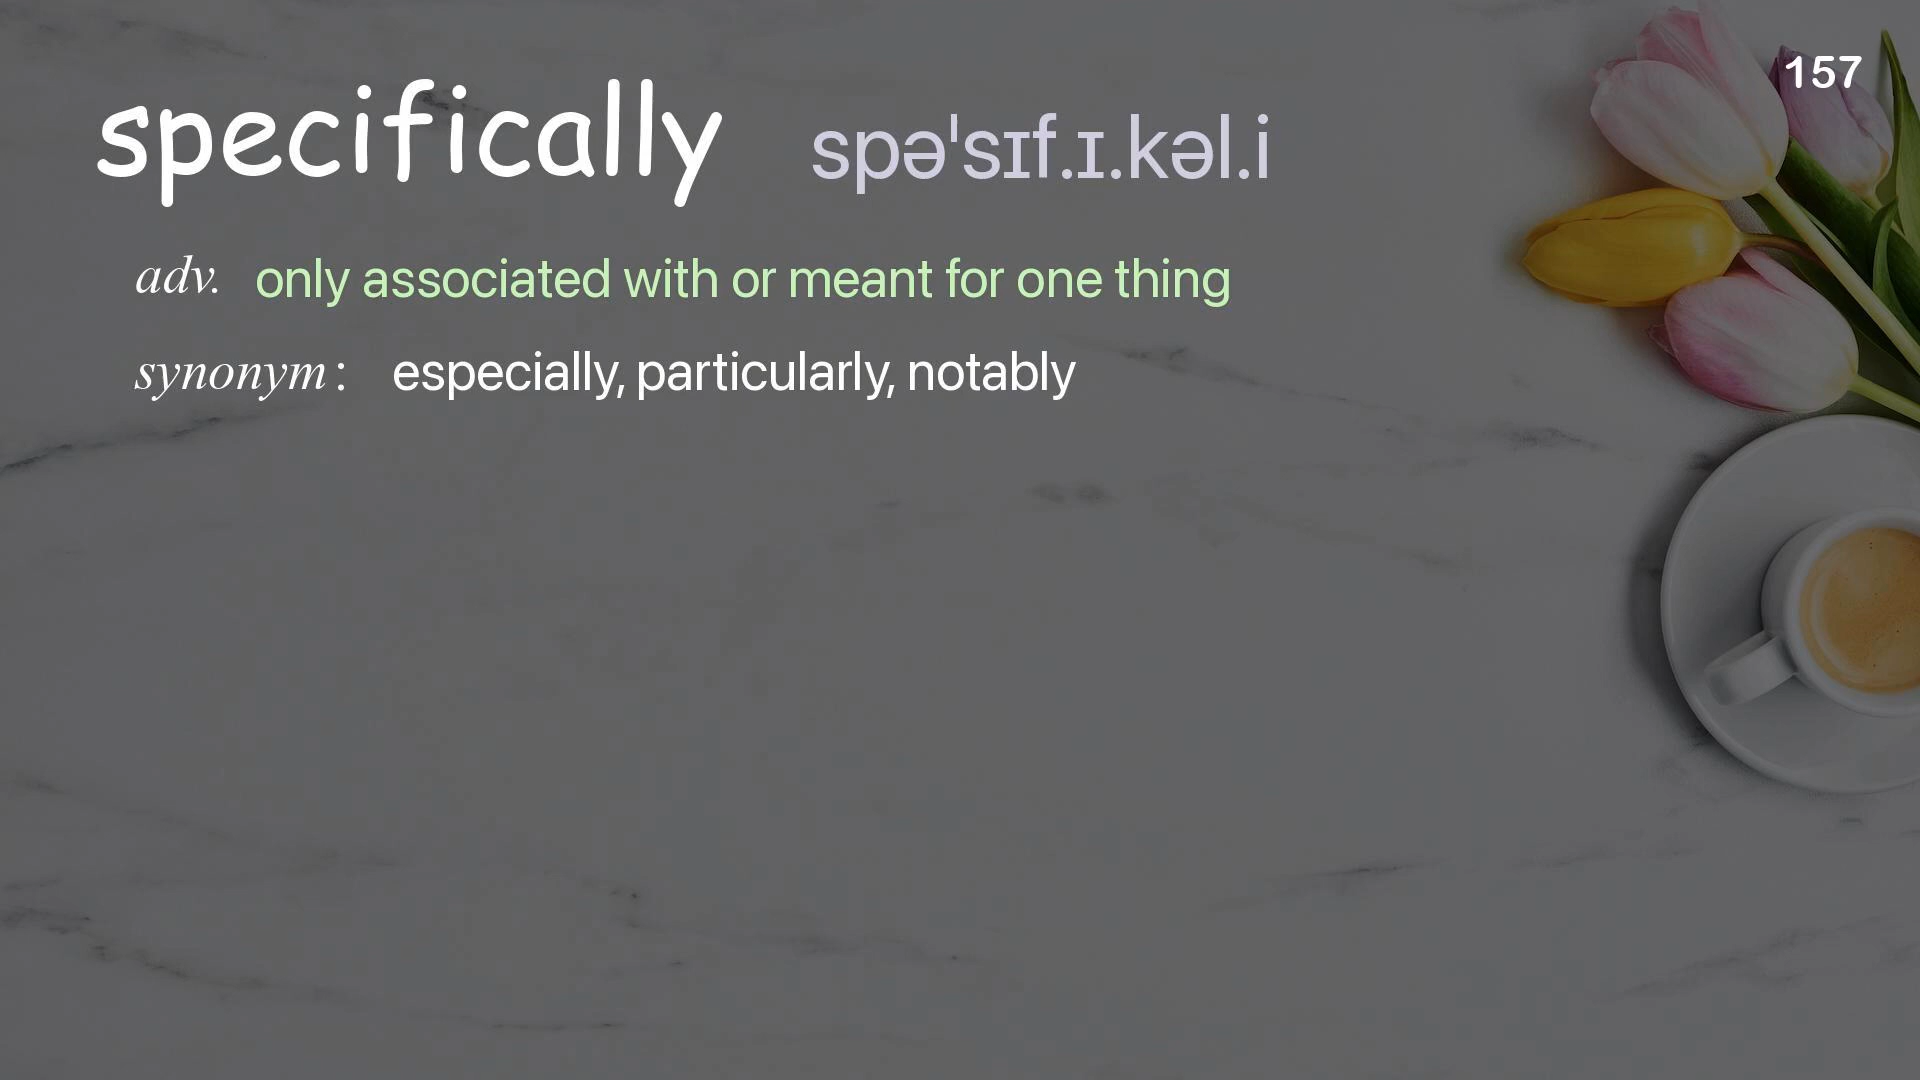 157
specifically spəˈsɪf.ɪ.kəl.i
adv. only associated with or meant for one thing
synonym : especially, particularly, notably